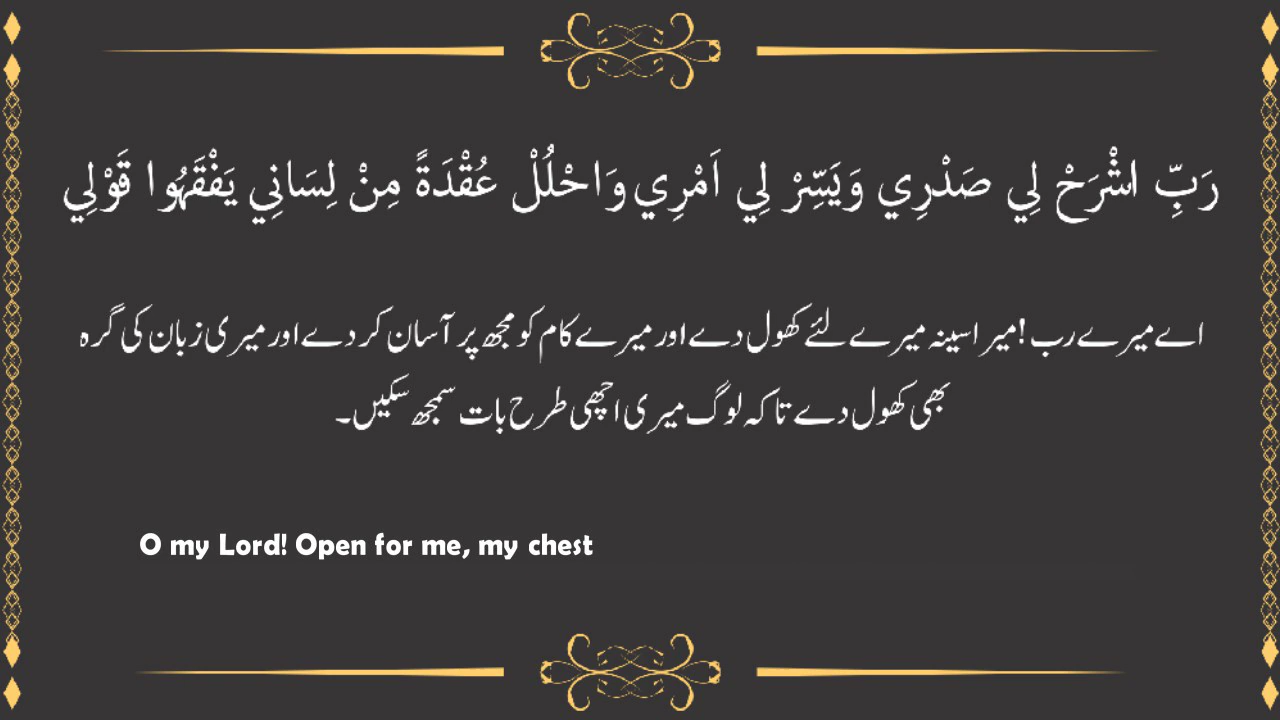 رَبِّ اشْرَحْ لِي صَدْرِي وَيَسِّرْ لِي اَمْرِي وَاحْلُلْ عُقْدَةً مِنْ لِسَانِي يَفْقَهُوا قَوْلِي
اے میرے رب !میرا سینہ میرے لئے کھول دے اور میرے کام کو مجھ پر آسان کر دے اور میری زبان کی گرہ
بھی کھول دے تاکہ لوگ میری اچھی طرح بات سمجھ سکیں۔
O my Lord! Open for me, my chest